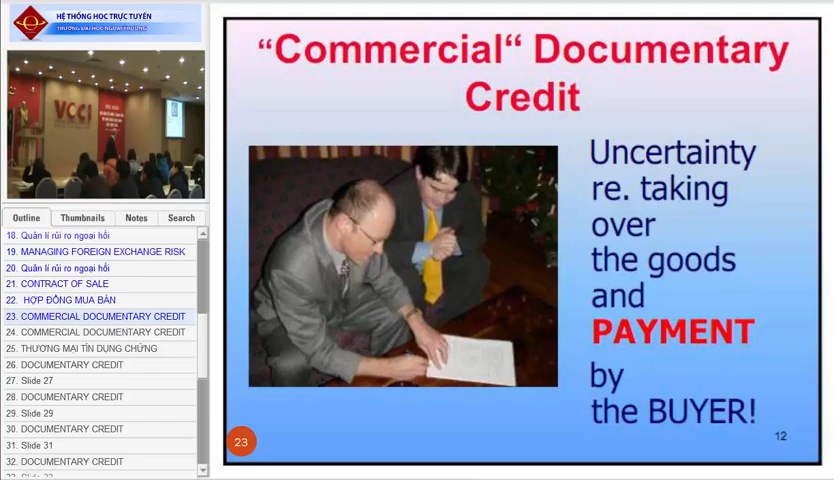 HỆ THỐNG HỌC TRỰC TUYẾN
TRƯỜNG ĐẠI HỌC NGOẠI THƯƠNG
VCCI
Outline
Thumbnails
Notes
Search
18. Quản lí rủi ro ngoại hối
19. MANAGING FOREIGN EXCHANGE RISK
20. Quản lí rủi ro ngoại hối
21. CONTRACT OF SALE
22. HỢP ĐỒNG MUA BÁN
23. COMMERCIAL DOCUMENTARY CREDIT
24. COMMERCIAL DOCUMENTARY CREDIT
25. THƯƠNG MẠI TÍN DỤNG CHỨNG
26. DOCUMENTARY CREDIT
27. Slide 27
28. DOCUMENTARY CREDIT
29. Slide 29
30. DOCUMENTARY CREDIT
31. Slide 31
32. DOCUMENTARY CREDIT
“Commercial“ Documentary
Credit
Uncertainty
re. taking
over
the goods
and
PAYMENT
by
the BUYER!
23
12